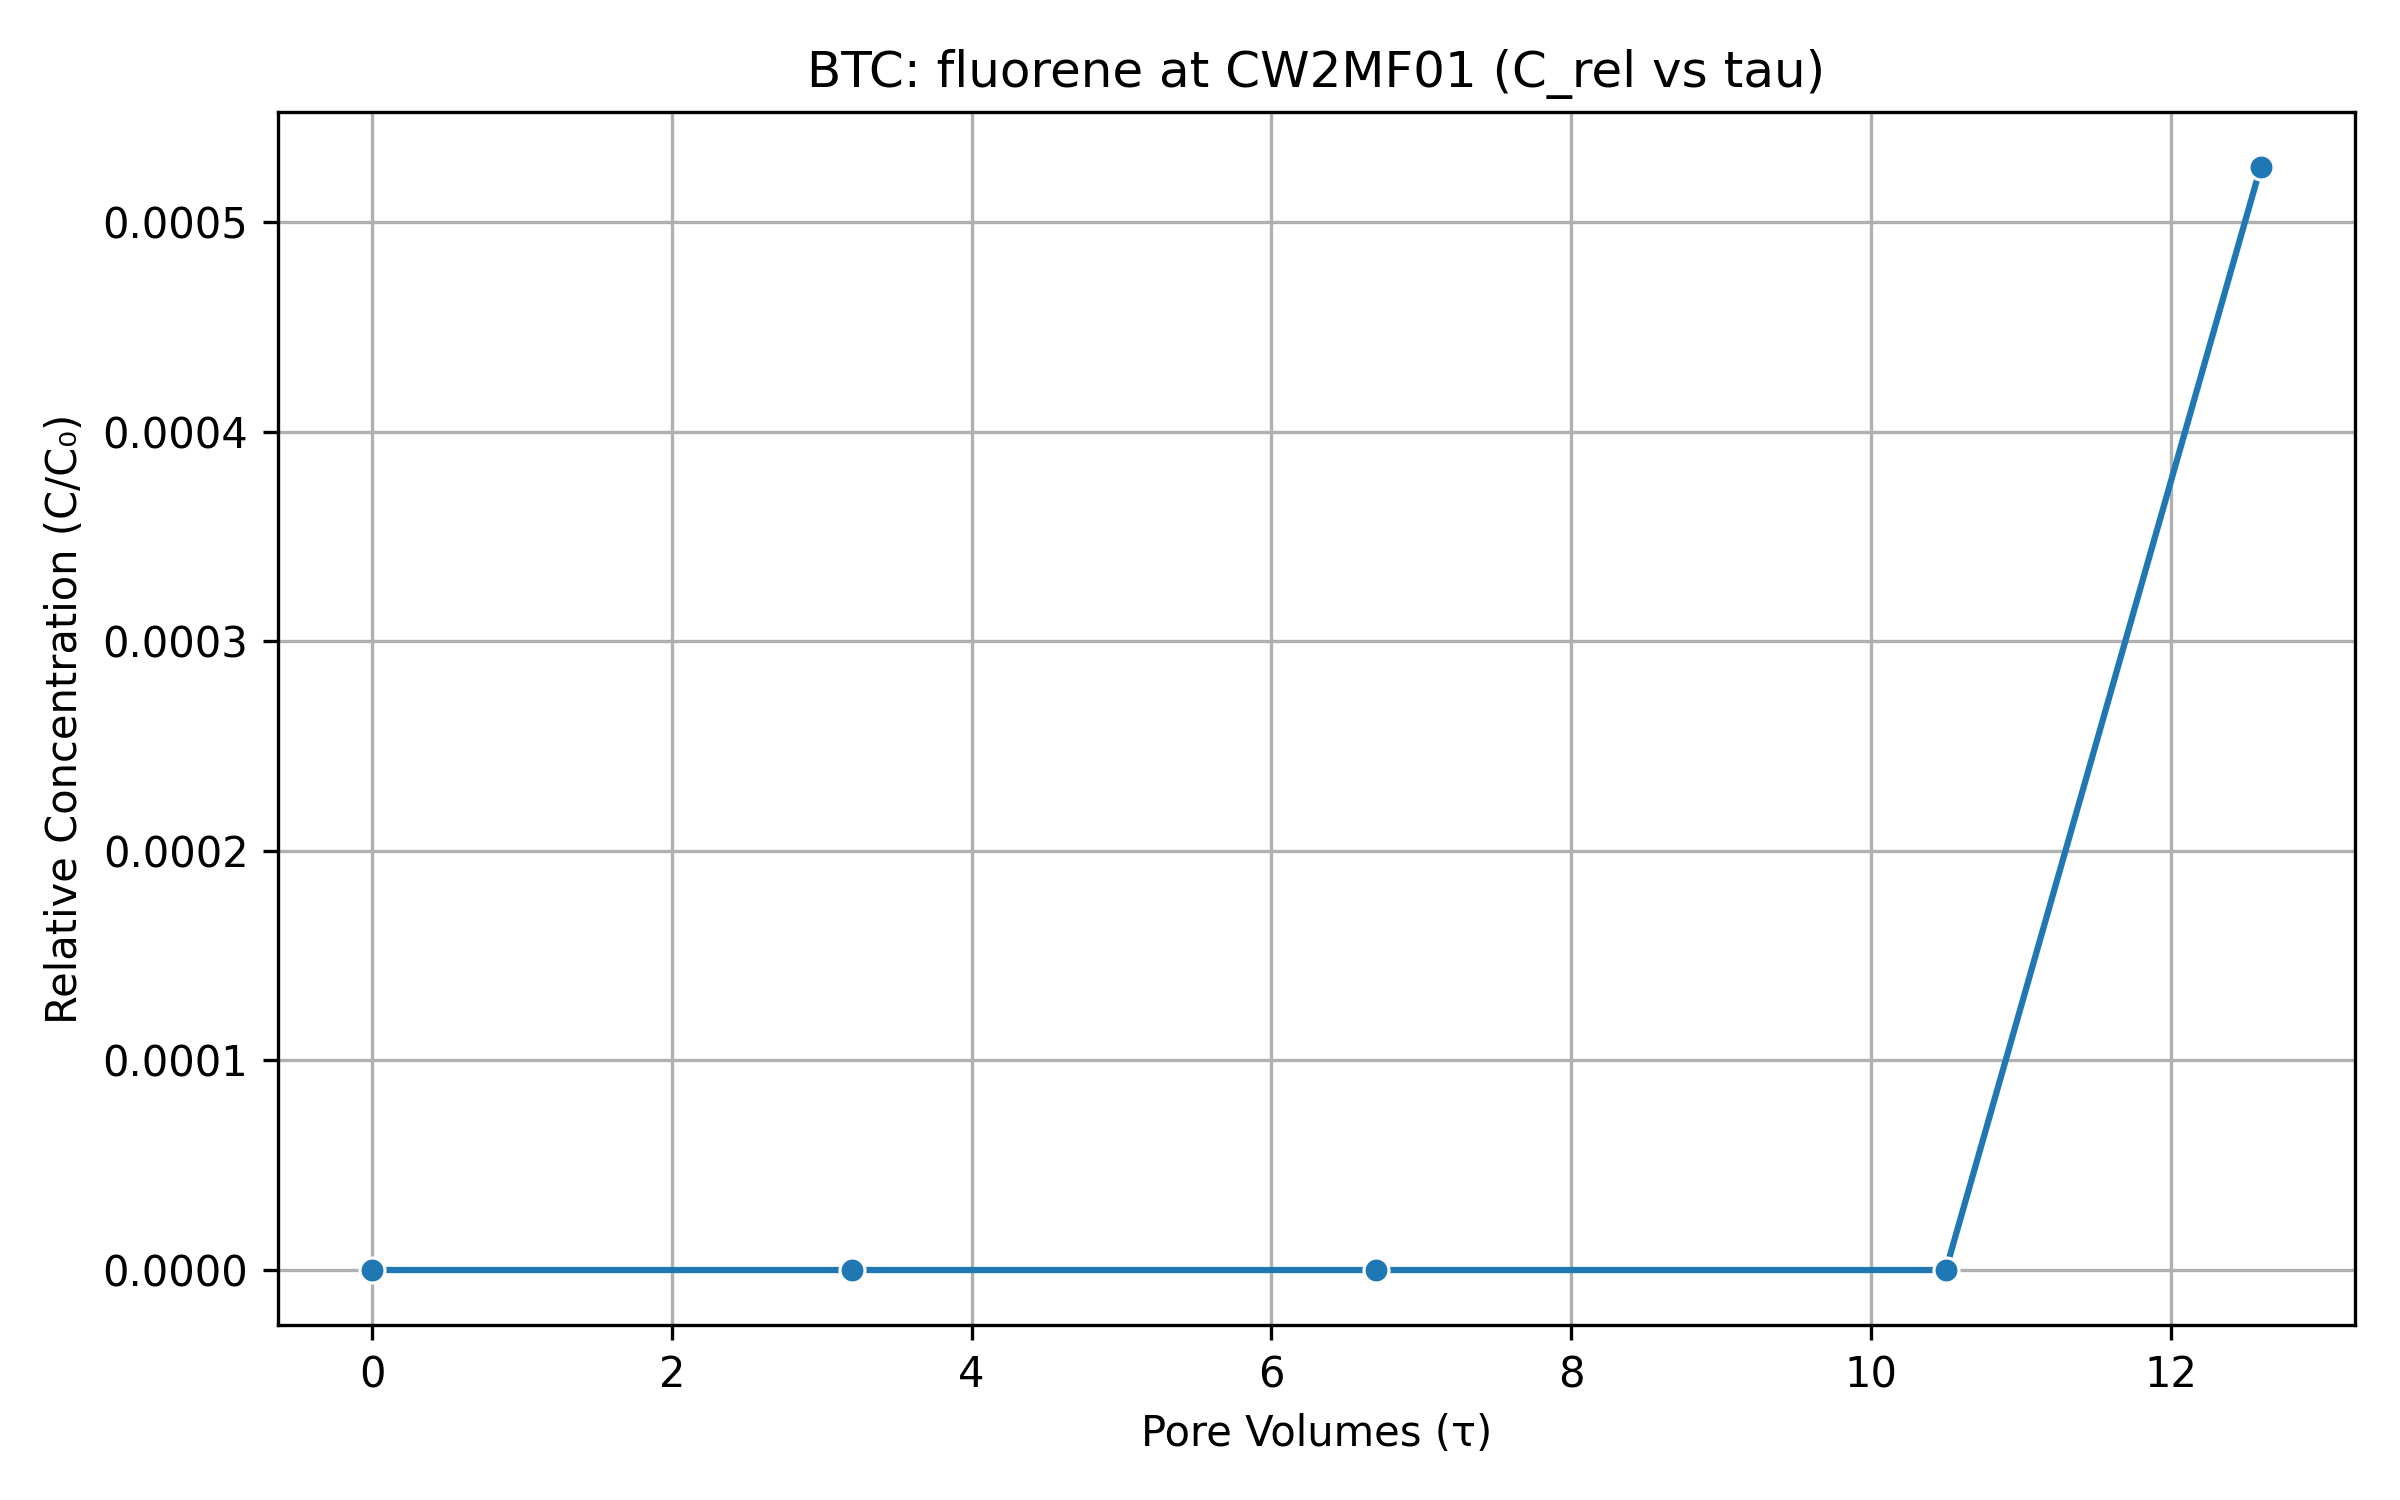 BTC: fluorene at CW2MF01 (C_rel vs tau)
Relative Concentration (C/C₀)
0.0005
0.0004
0.0003
0.0002
0.0001
0.0000
0 2 4 6 8 10 12
Pore Volumes (τ)